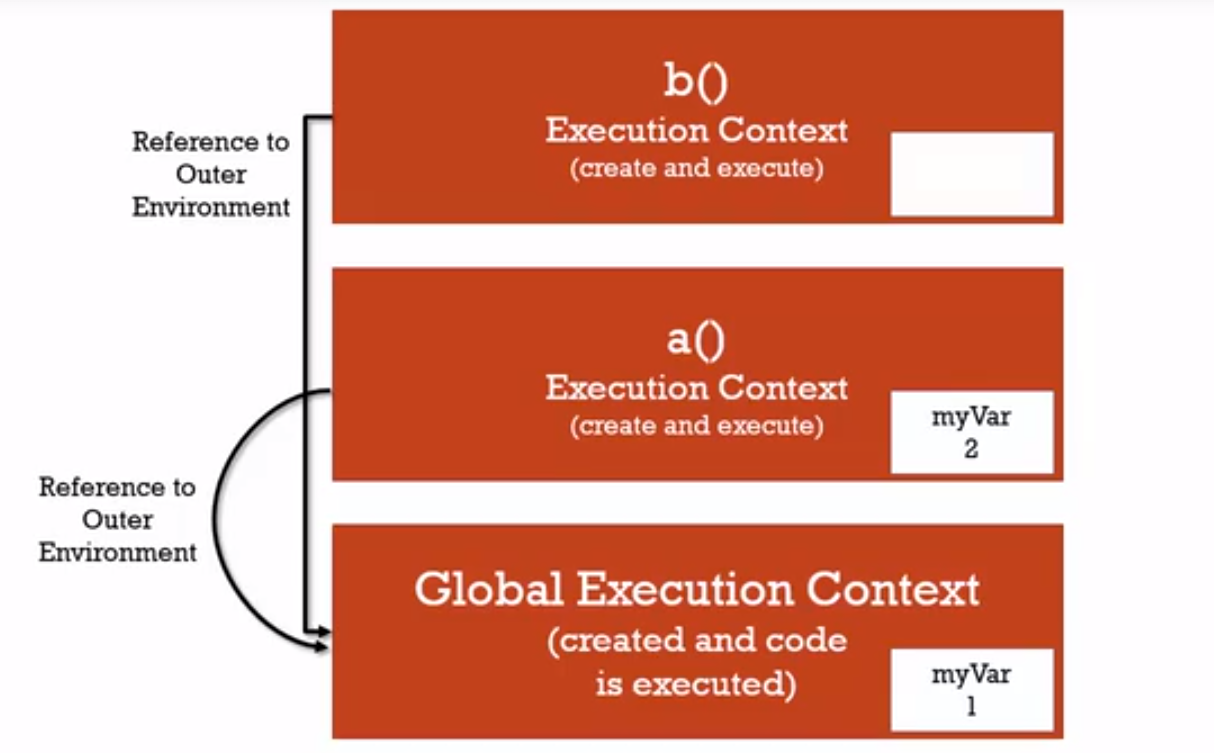 b()
Execution Context
(create and execute)
Reference to
Outer
Environment
a()
Execution Context
(create and execute)
myVar
2
Reference to
Outer
Environment
Global Execution Context
(created and code
is executed)
myVar
1